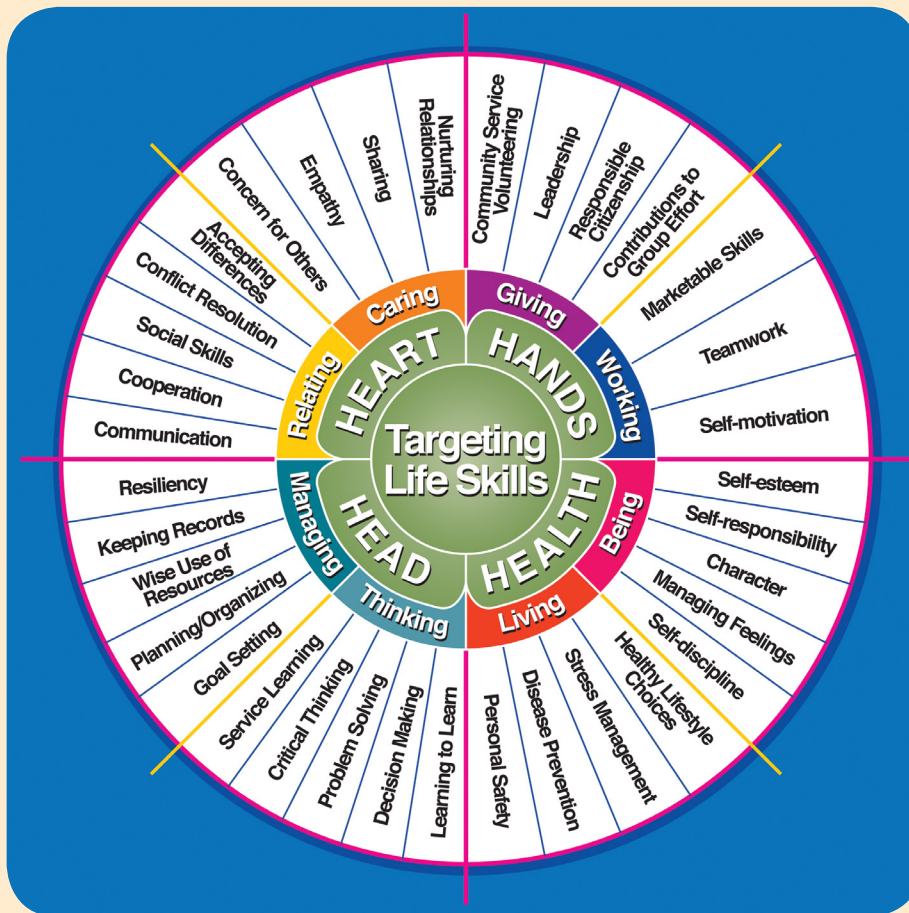 Targeting
Life Skills
HEART
HANDS
HEALTH
HEAD
Caring
Giving
Working
Being
Living
Thinking
Managing
Relating
Nurturing
Relationships
Sharing
Empathy
Concern for Others
Community Service
Volunteering
Leadership
Responsible
Citizenship
Contributions to
Group Effort
Marketable Skills
Teamwork
Self-motivation
Self-esteem
Self-responsibility
Character
Managing Feelings
Self-discipline
Healthy Lifestyle
Choices
Stress Management
Disease Prevention
Personal Safety
Learning to Learn
Decision Making
Problem Solving
Critical Thinking
Service Learning
Goal Setting
Planning/Organizing
Wise Use of
Resources
Keeping Records
Resiliency
Communication
Cooperation
Social Skills
Conflict Resolution
Accepting
Differences